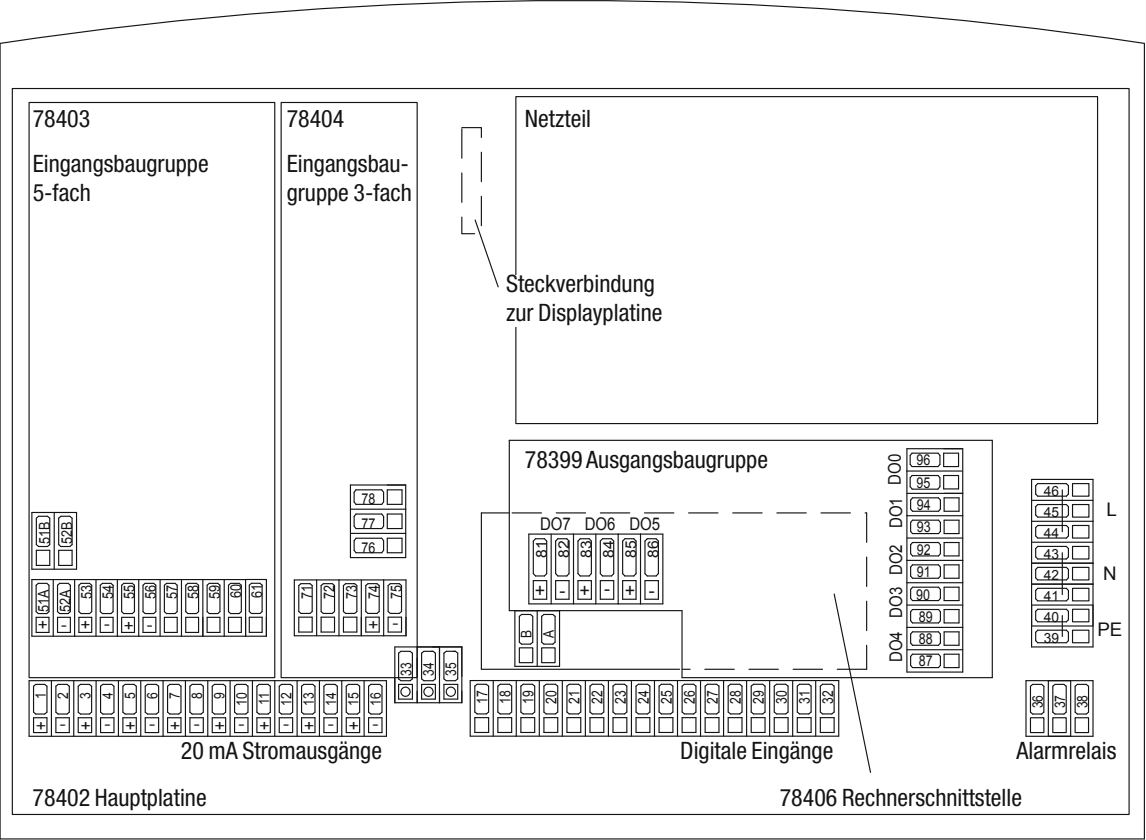 78403
Eingangsbaugruppe
5-fach
78404
Eingangsbau-
gruppe 3-fach
Netzteil
Steckverbindung
zur Displayplatine
78399 Ausgangsbaugruppe
DO7 DO6 DO5
81 82 83 84 85 86
+ - + - + -
B A
DO0
DO1
DO2
DO3
DO4
96
95
94
93
92
91
90
89
88
87
46
45
44
43
42
41
40
39
L
N
PE
78
77
76
51B 52B
51A 52A 53 54 55 56 57 58 59 60 61
+ - + - + -
71 72 73 74 75
+ -
33 34 35
1 2 3 4 5 6 7 8 9 10 11 12 13 14 15 16
+ - + - + - + - + - + - + - + -
17 18 19 20 21 22 23 24 25 26 27 28 29 30 31 32
36 37 38
20 mA Stromausgänge
Digitale Eingänge
Alarmrelais
78402 Hauptplatine
78406 Rechnerschnittstelle